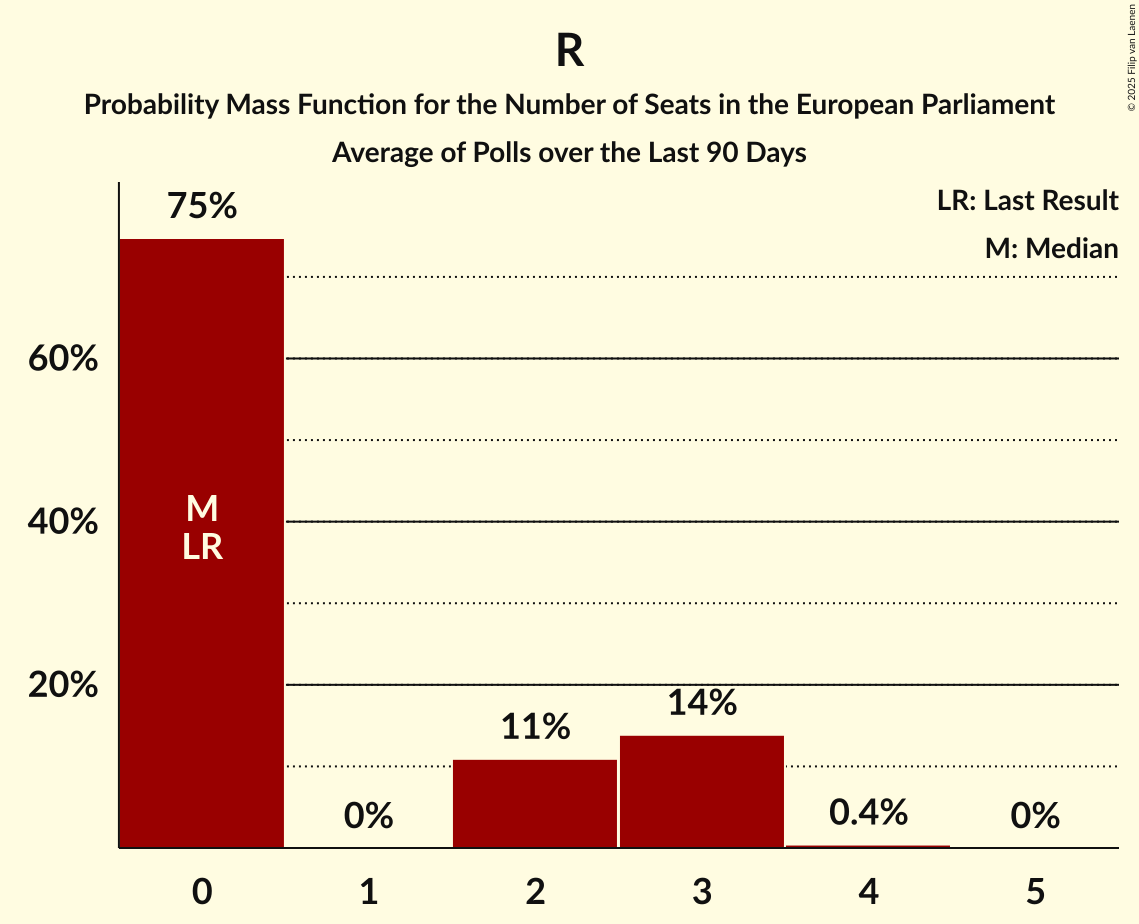 R
Probability Mass Function for the Number of Seats in the European Parliament
Average of Polls over the Last 90 Days
© 2025 Filip van Laenen
LR: Last Result
M: Median
75%
60%
40%
20%
M
LR
0%
11%
14%
0.4%
0%
0 1 2 3 4 5